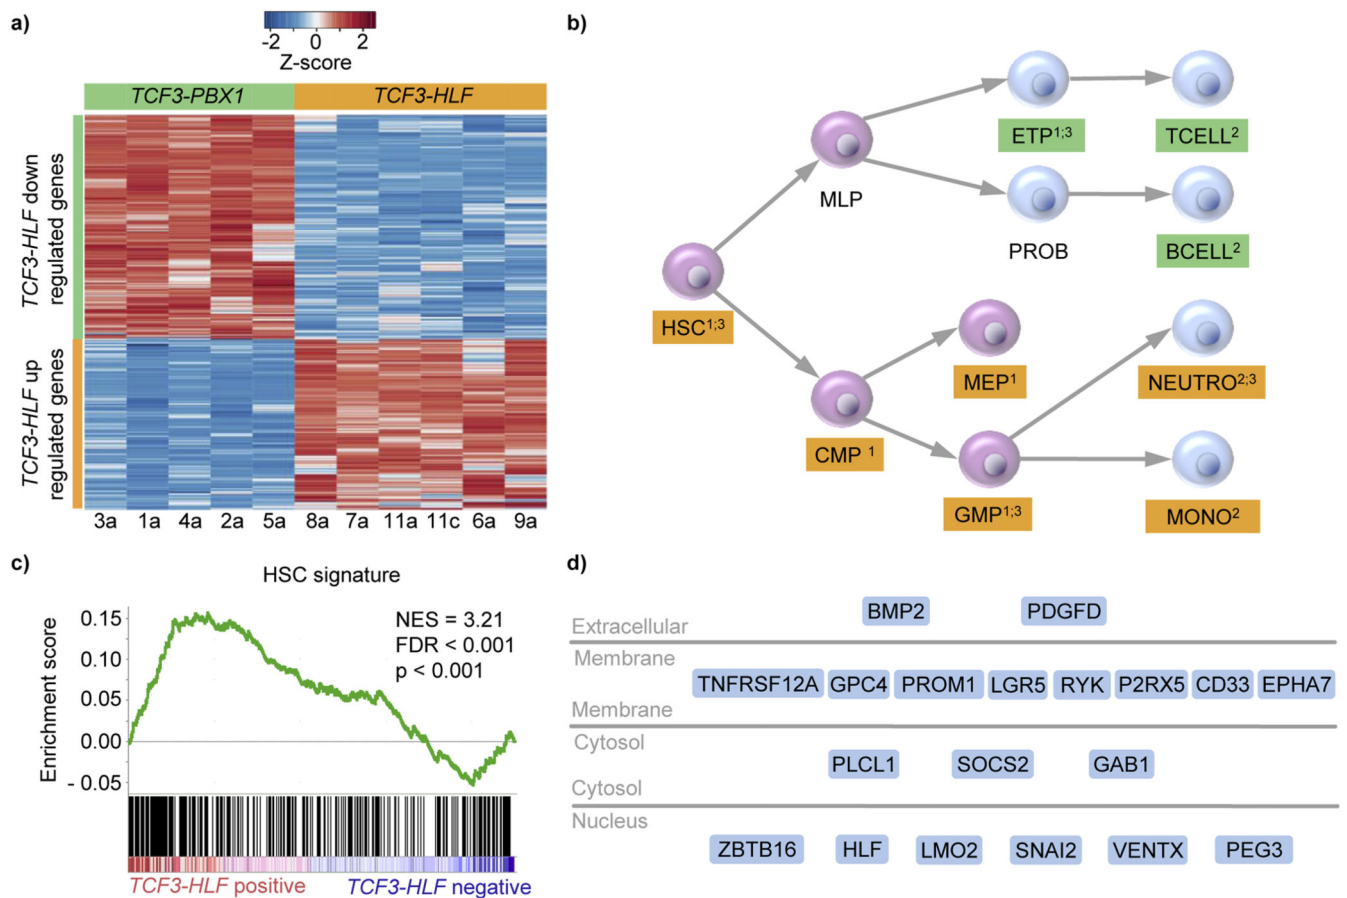 a)
-2 0 2
Z-score
TCF3-PBX1 TCF3-HLF
TCF3-HLF down
regulated genes
TCF3-HLF up
regulated genes
3a 1a 4a 2a 5a 8a 7a 11a 11c 6a 9a
b)
ETP1;3 TCELL2
MLP
PROB BCELL2
HSC1;3
MEP1 NEUTRO2;3
CMP 1
GMP1;3 MONO2
c)
HSC signature
Enrichment score
0.15
0.10
0.05
0.00
- 0.05
NES = 3.21
FDR < 0.001
p < 0.001
TCF3-HLF positive TCF3-HLF negative
d)
BMP2 PDGFD
Extracellular
Membrane
TNFRSF12A GPC4 PROM1 LGR5 RYK P2RX5 CD33 EPHA7
Membrane
Cytosol
PLCL1 SOCS2 GAB1
Cytosol
Nucleus
ZBTB16 HLF LMO2 SNAI2 VENTX PEG3